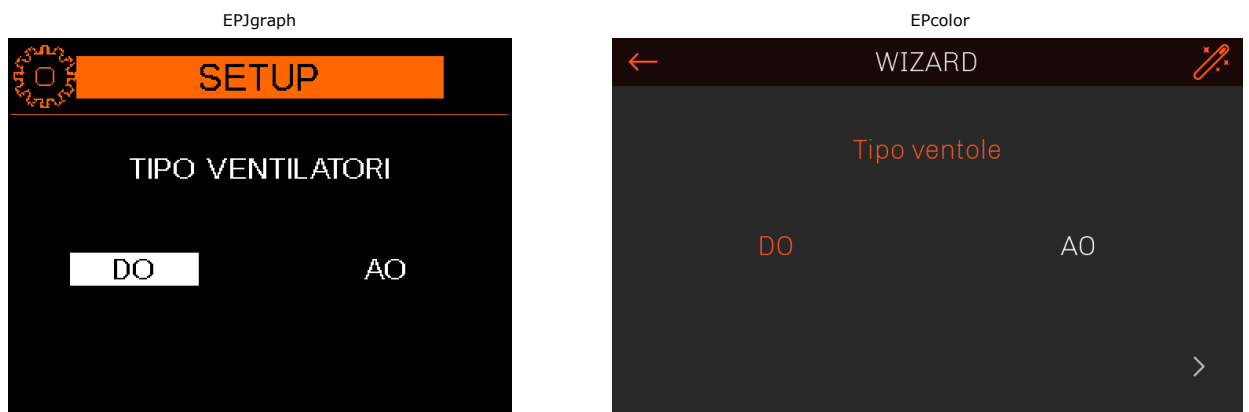 EPJgraph
SETUP
TIPO VENTILATORI
DO AO
EPcolor
WIZARD
Tipo ventole
DO AO